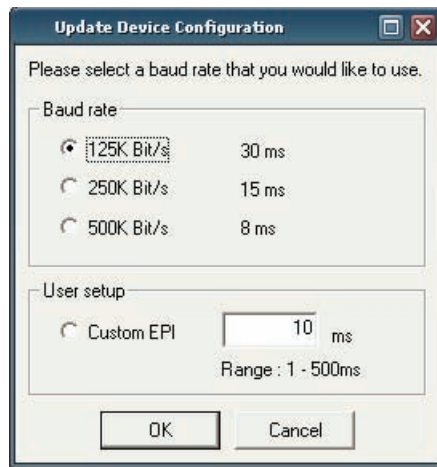 Update Device Configuration
Please select a baud rate that you would like to use.
Baud rate
125K Bit/s 30 ms
250K Bit/s 15 ms
500K Bit/s 8 ms
User setup
Custom EPI 10 ms
Range : 1 - 500ms
OK Cancel